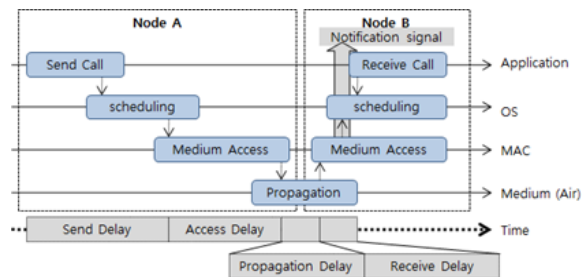 Node A
Node B
Notification signal
Send Call
Receive Call
Application
scheduling
scheduling
OS
Medium Access
Medium Access
MAC
Propagation
Medium (Air)
Send Delay
Access Delay
Time
Propagation Delay
Receive Delay